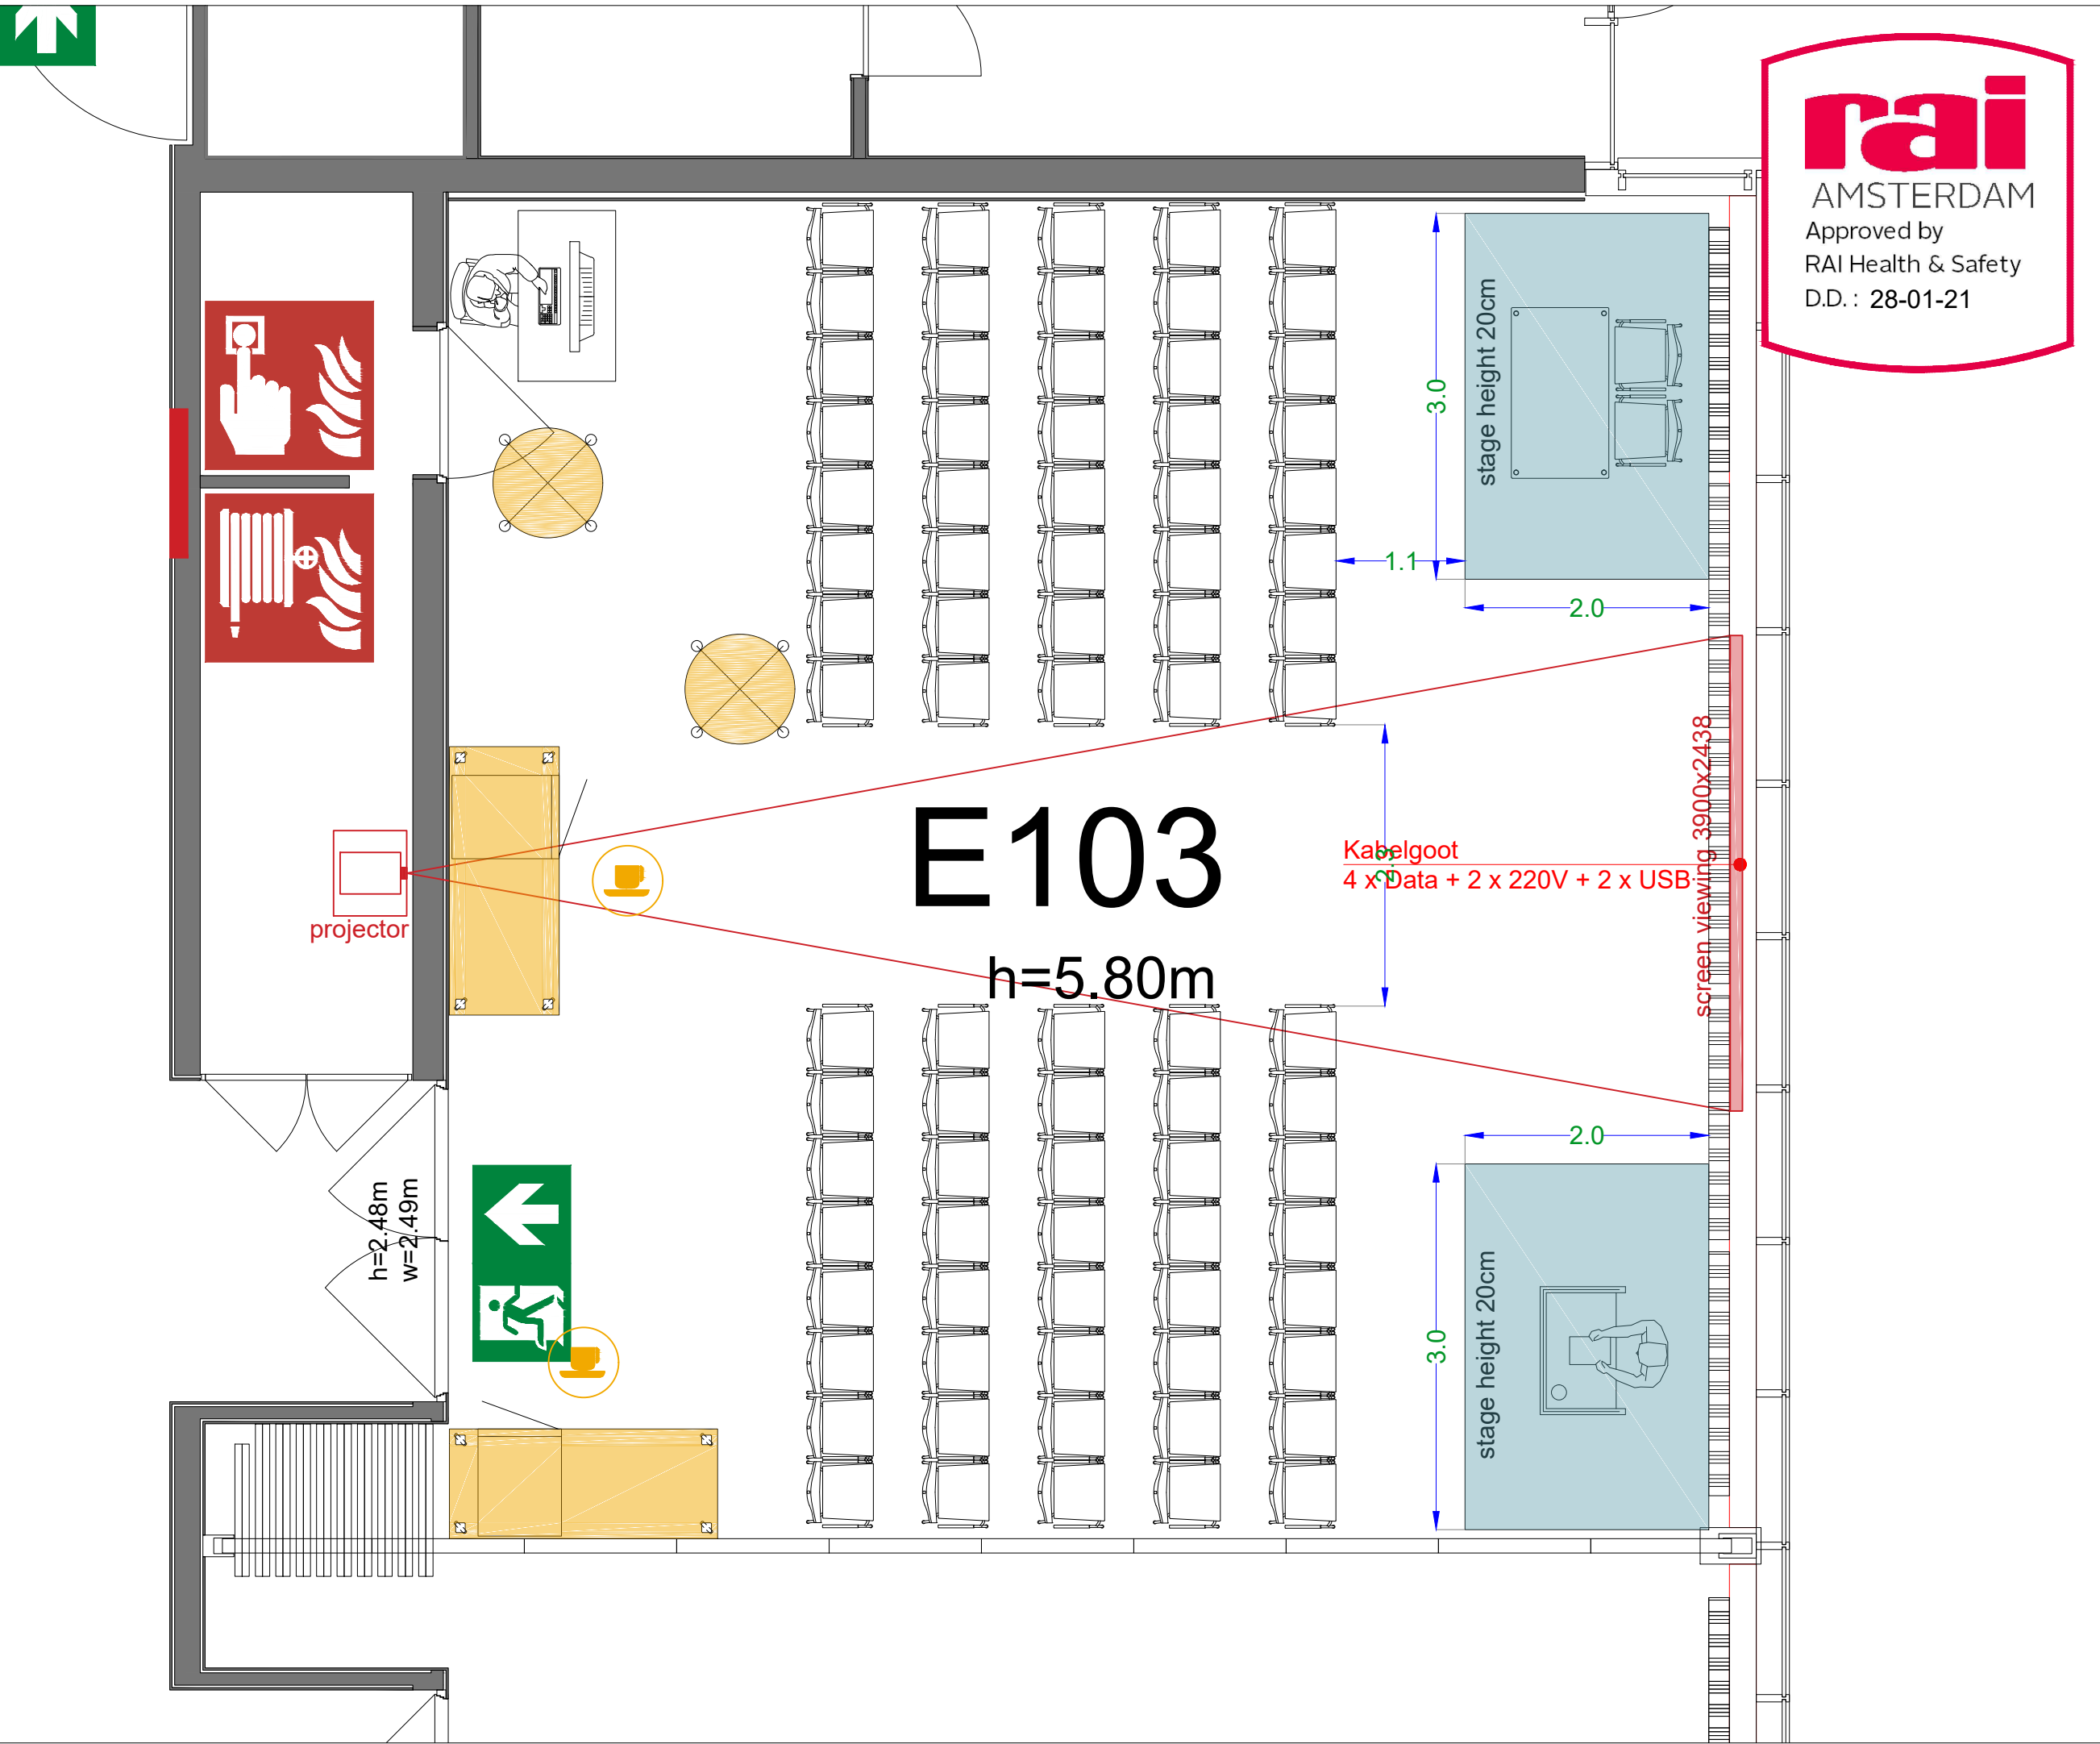 rai
AMSTERDAM
Approved by
RAI Health & Safety
D.D. : 28-01-21
stage height 20cm
3.0
1.1
2.0
screen viewing 3900x2438
E103
h=5.80m
Kabelgoot
2.3
4 x Data + 2 x 220V + 2 x USB
projector
2.0
h=2.48m
w=2.49m
3.0
stage height 20cm